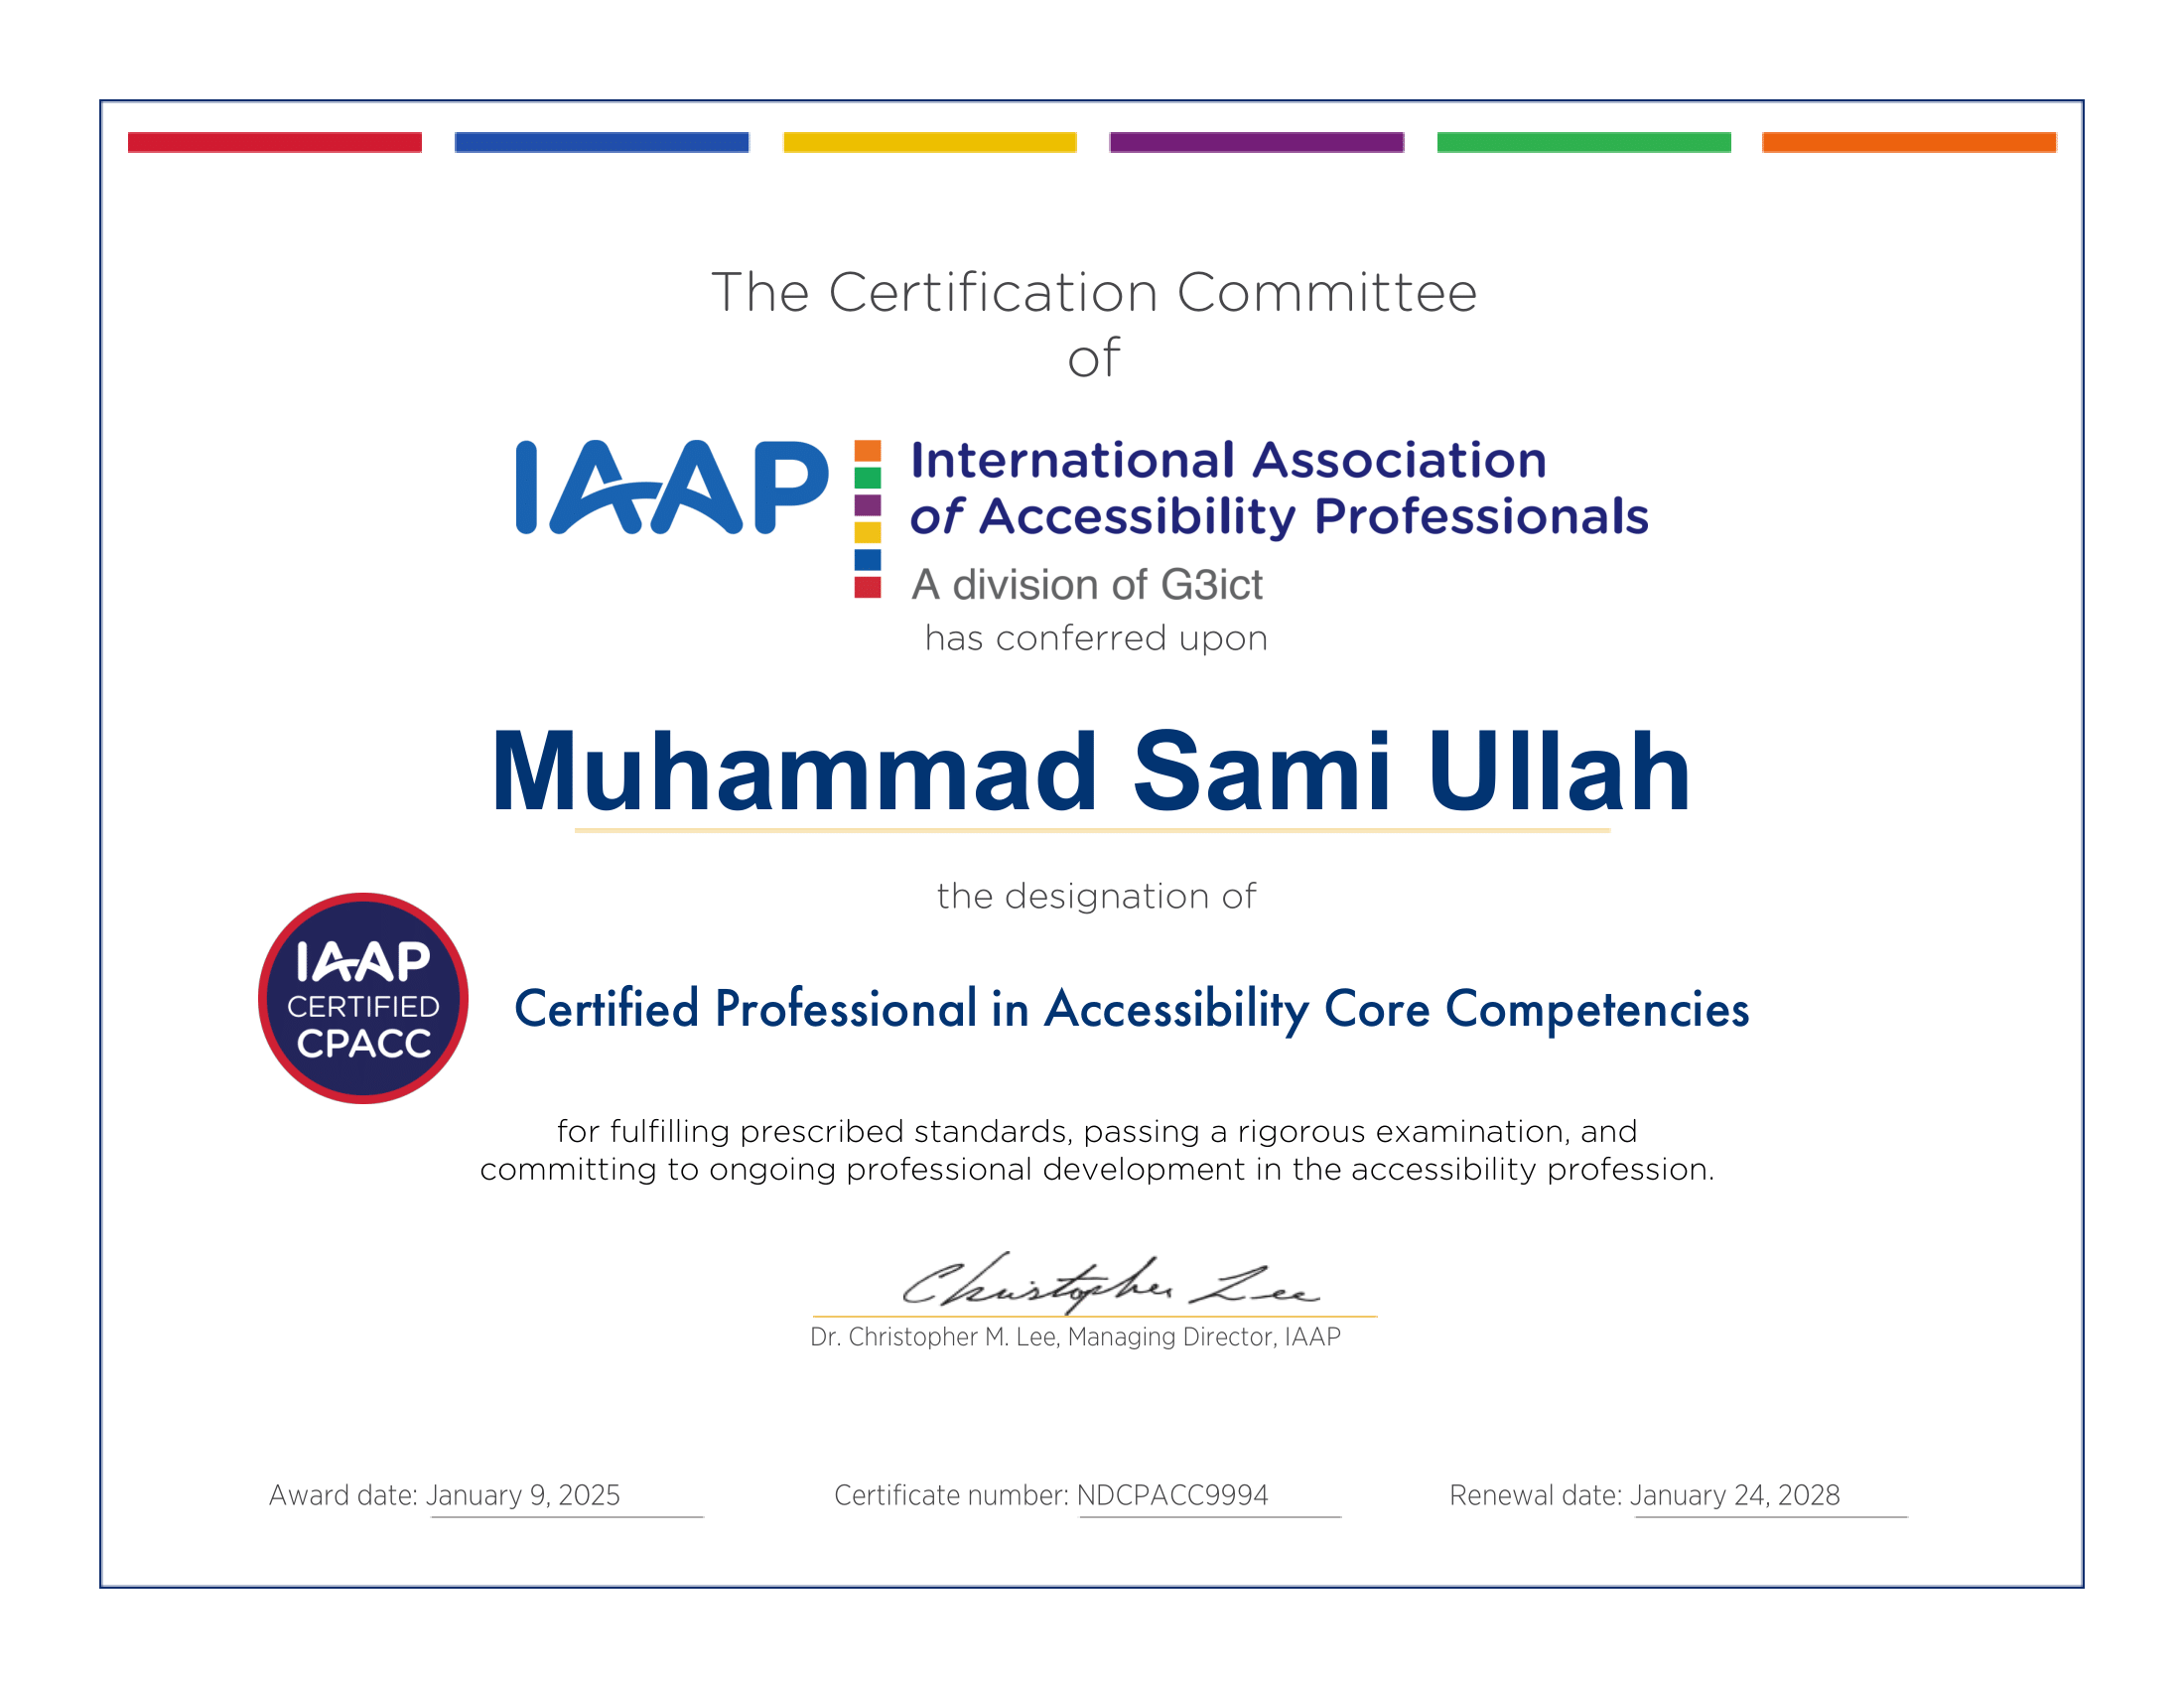 The Certification Committee
of
IAAP
International Association
of Accessibility Professionals
A division of G3ict
has conferred upon
Muhammad Sami Ullah
the designation of
IAAP
CERTIFIED
CPACC
Certified Professional in Accessibility Core Competencies
for fulfilling prescribed standards, passing a rigorous examination, and
committing to ongoing professional development in the accessibility profession.
Christopher Lee
Dr. Christopher M. Lee, Managing Director, IAAP
Award date: January 9, 2025
Certificate number: NDCPACC9994
Renewal date: January 24, 2028